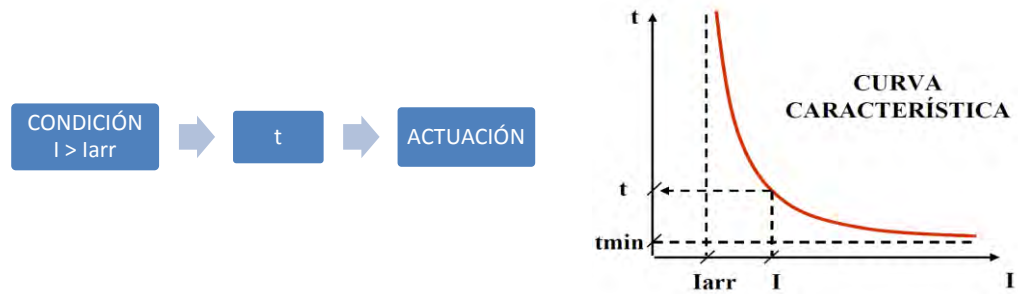 CONDICIÓN
I > Iarr
t
ACTUACIÓN
t
CURVA
CARACTERÍSTICA
t
tmin
Iarr
I
I